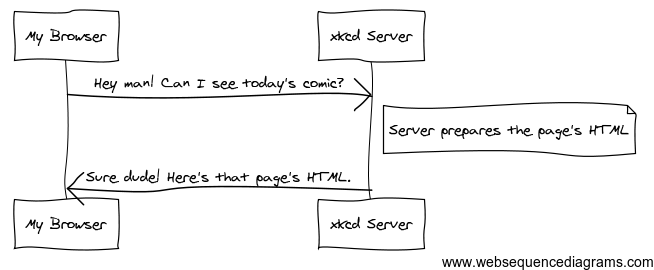 My Browser
xkcd Server
Hey man! Can I see today's comic?
Server prepares the page's HTML
Sure dude! Here's that page's HTML.
My Browser
xkcd Server
www.websequencediagrams.com